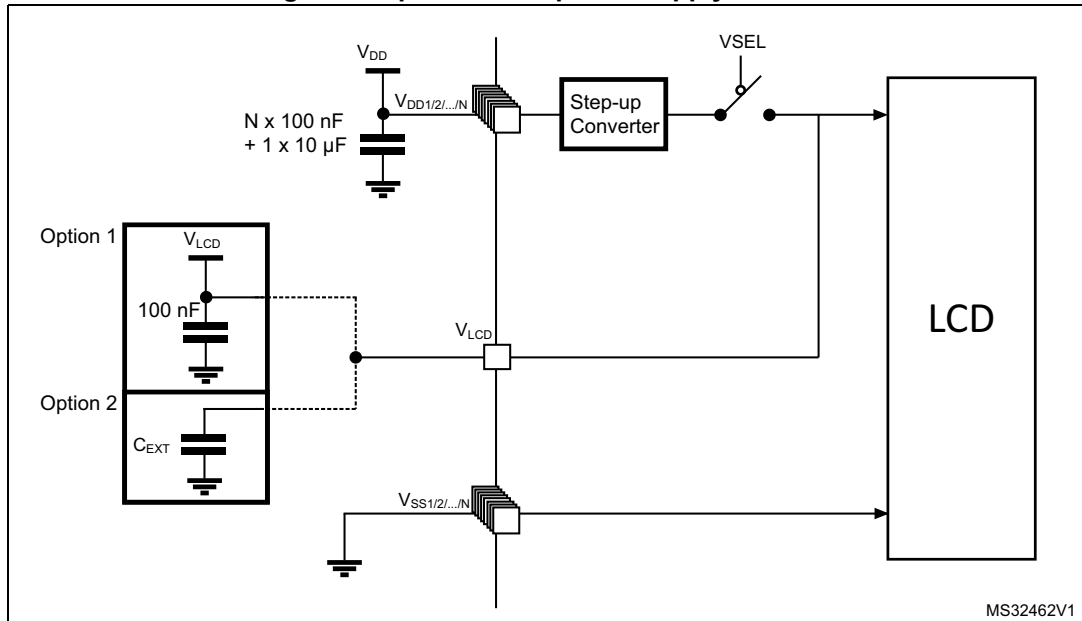 VDD
VSEL
VDD1/2/.../N
Step-up
Converter
N x 100 nF
+ 1 x 10 µF
Option 1
VLCD
100 nF
VLCD
LCD
Option 2
CEXT
VSS1/2/.../N
MS32462V1